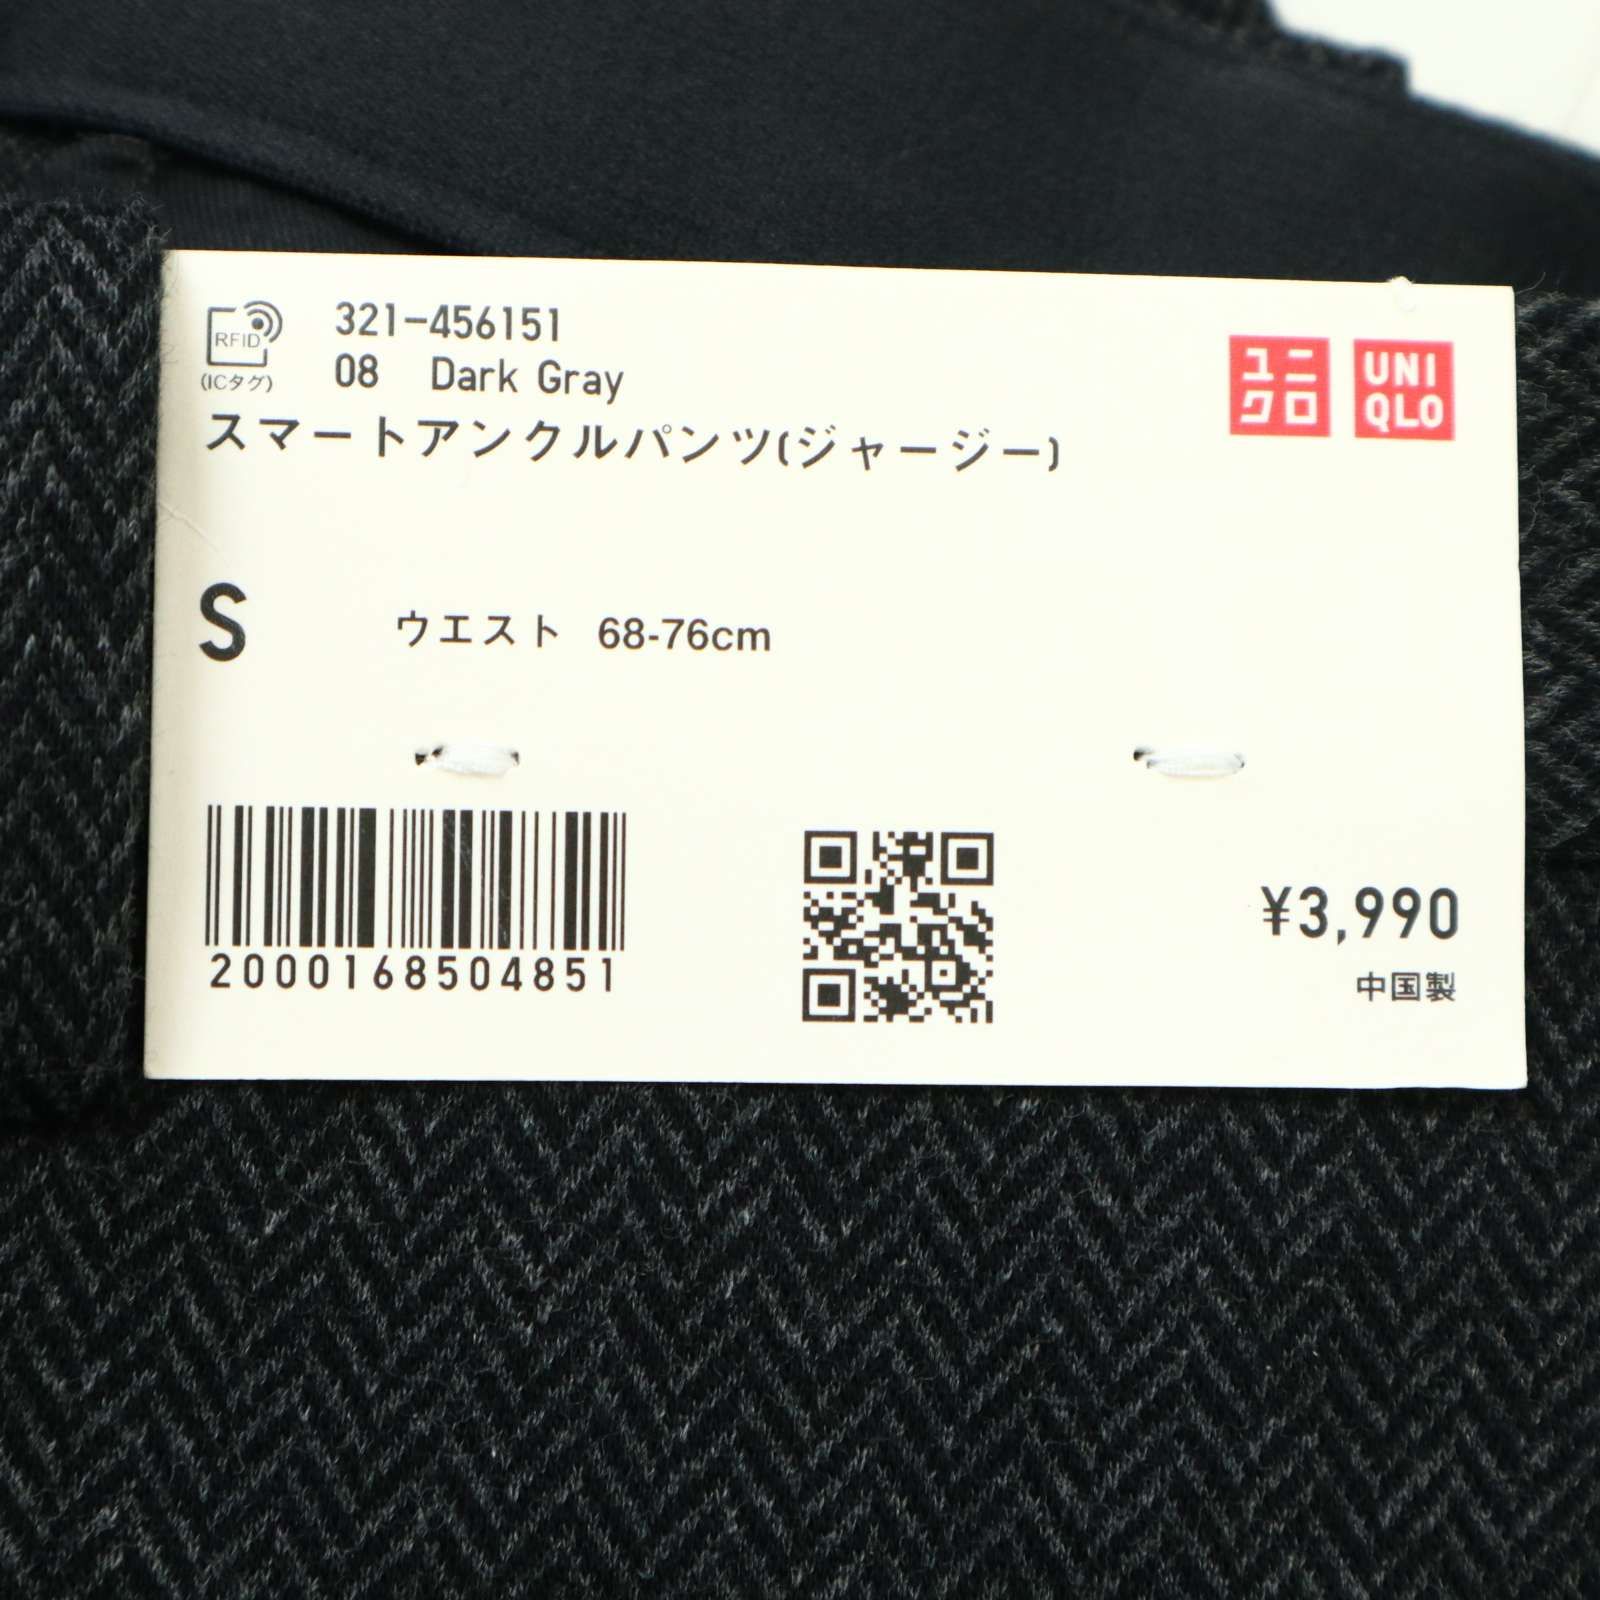 RFID
(ICタグ)
321-456151
08 Dark Gray
スマートアンクルパンツ(ジャージー)
ユニクロ
UNIQLO
S ウエスト 68-76cm
2000168504851
¥3,990
中国製